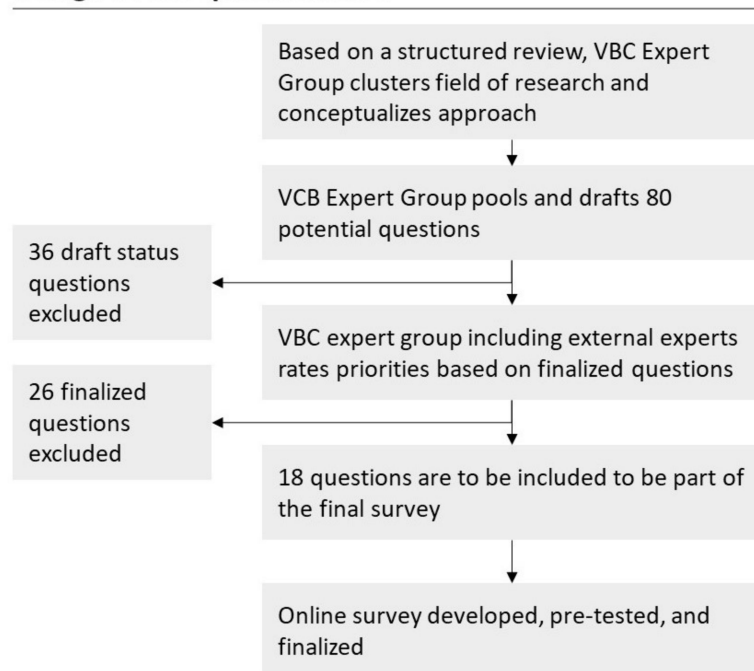 Based on a structured review, VBC Expert
Group clusters field of research and
conceptualizes approach
VCB Expert Group pools and drafts 80
potential questions
36 draft status
questions
excluded
VBC expert group including external experts
rates priorities based on finalized questions
26 finalized
questions
excluded
18 questions are to be included to be part of
the final survey
Online survey developed, pre-tested, and
finalized